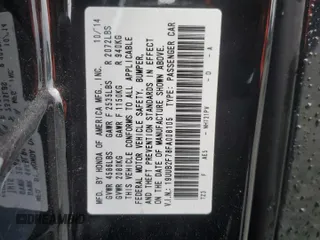 MFD. BY HONDA OF AMERICA MFG., INC. 10/14
GVWR 4586LBS GAWR F 2535LBS R 2072LBS
GVWR 2080KG GAWR F 1150KG R 940KG
THIS VEHICLE CONFORMS TO ALL APPLICABLE
FEDERAL MOTOR VEHICLE SAFETY, BUMPER,
AND THEFT PREVENTION STANDARDS IN EFFECT
ON THE DATE OF MANUFACTURE SHOWN ABOVE.
V.I.N.: 19UUB2F78FA008105 TYPE: PASSENGER CAR